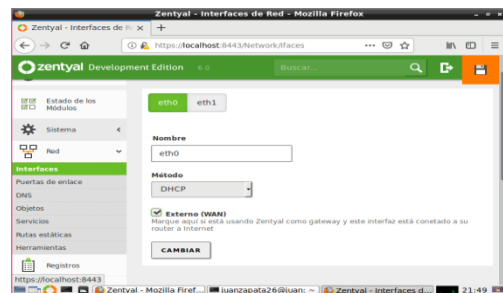 Zentyal - Interfaces de Red - Mozilla Firefox
Zentyal - Interfaces de Re
https://localhost:8443/Network/Ifaces
zentyal Development Edition 6.0
Buscar...
Estado de los
Módulos
Sistema
Red
Interfaces
Puertas de enlace
DNS
Objetos
Servicios
Rutas estáticas
Herramientas
Registros
eth0 eth1
Nombre
eth0
Método
DHCP
Externo (WAN)
Marque aquí si está usando Zentyal como gateway y este interfaz está conetado a su
router a Internet
CAMBIAR
https://localhost:8443
Zentyal - Mozilla Firef... juanzapata26@juan: ~ Zentyal - Interfaces d... 21:49